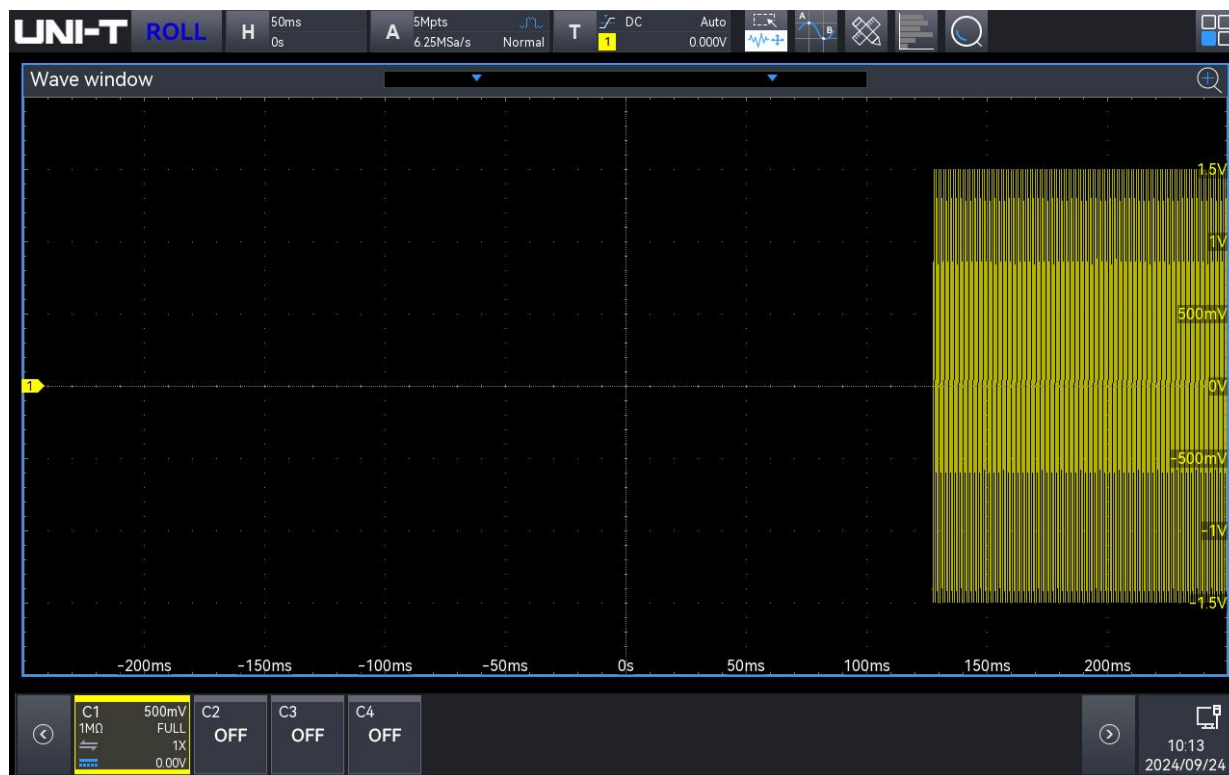 UNI-T ROLL H 50ms 0s A 5Mpts 6.25MSa/s Normal T 1 DC Auto 0.000V A B
Wave window
1.5V
1V
500mV
1 0V
-500mV
-1V
-1.5V
-200ms -150ms -100ms -50ms 0s 50ms 100ms 150ms 200ms
C1 500mV C2 C3 C4
1MΩ FULL OFF OFF OFF
1X
0.00V
10:13
2024/09/24